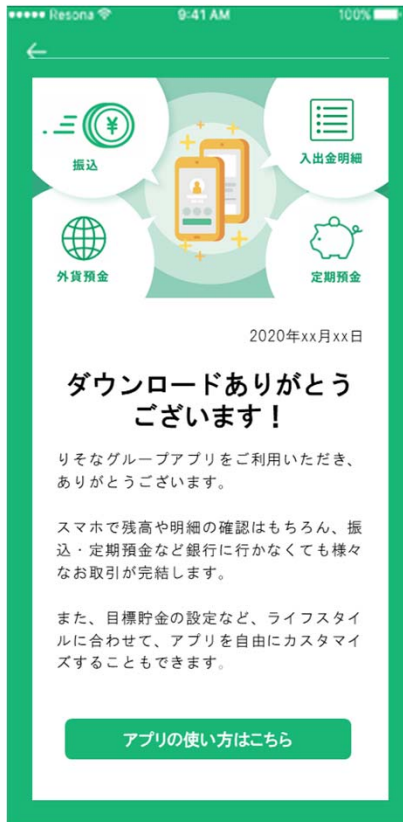 Resona 9:41 AM 100%
振込
入出金明細
¥
外貨預金
定期預金
2020年xx月xx日
ダウンロードありがとう
ございます！
りそなグループアプリをご利用いただき、
ありがとうございます。
スマホで残高や明細の確認はもちろん、振
込・定期預金など銀行に行かなくても様々
なお取引が完結します。
また、目標貯金の設定など、ライフスタイ
ルに合わせて、アプリを自由にカスタマイ
ズすることもできます。
アプリの使い方はこちら